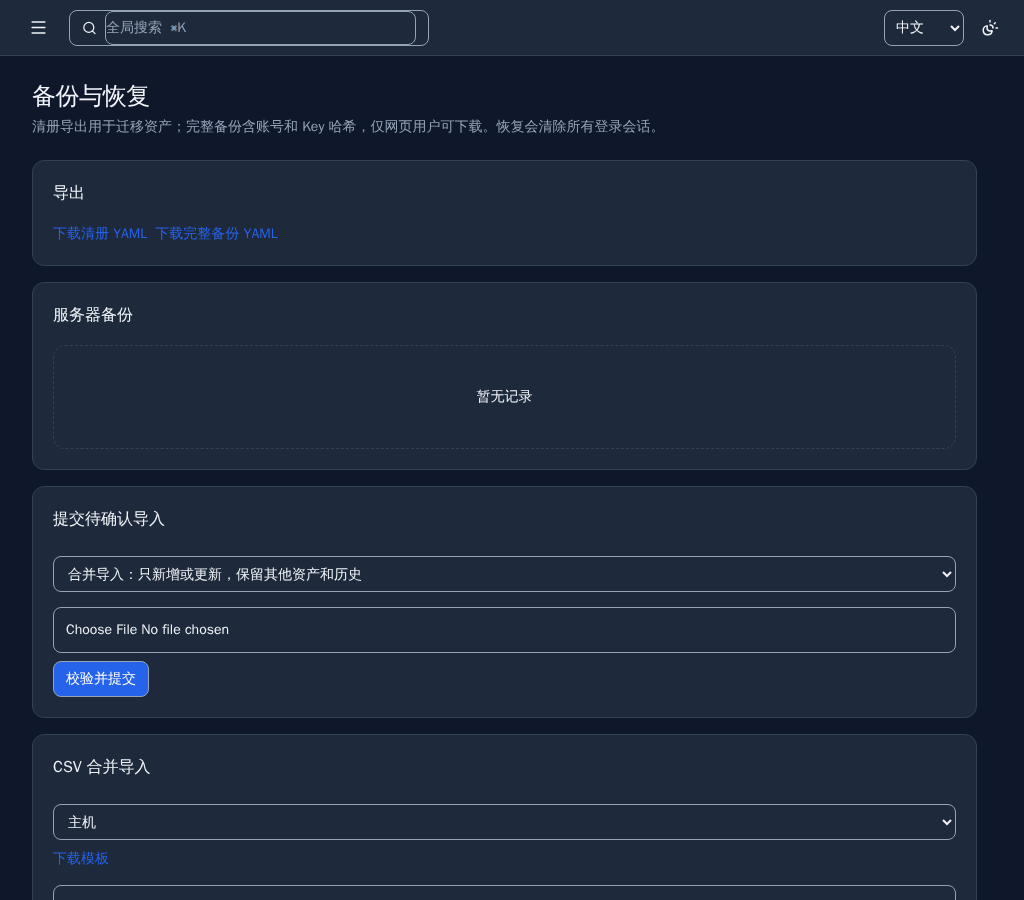 全局搜索 ⌘K
中文
备份与恢复
清册导出用于迁移资产；完整备份含账号和 Key 哈希，仅网页用户可下载。恢复会清除所有登录会话。
导出
下载清册 YAML 下载完整备份 YAML
服务器备份
暂无记录
提交待确认导入
合并导入：只新增或更新，保留其他资产和历史
Choose File No file chosen
校验并提交
CSV 合并导入
主机
下载模板